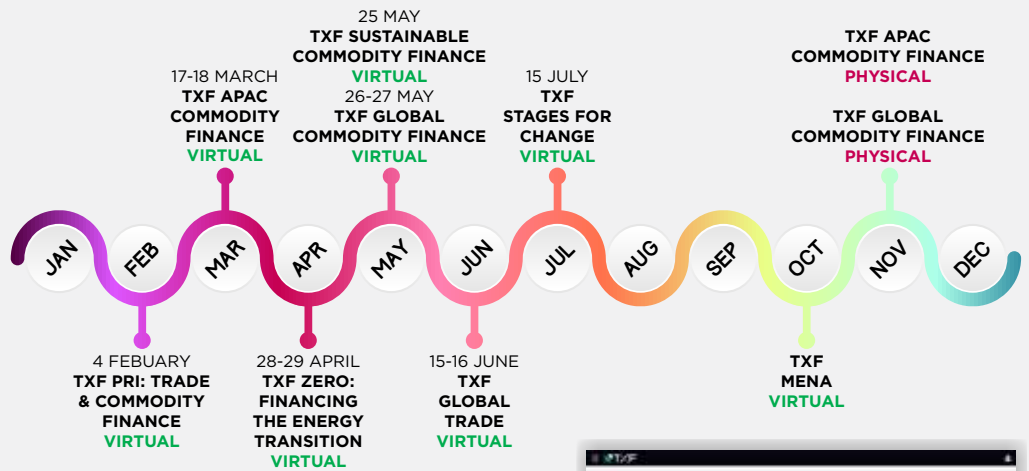 25 MAY
TXF SUSTAINABLE
COMMODITY FINANCE
VIRTUAL
26-27 MAY
TXF GLOBAL
COMMODITY FINANCE
VIRTUAL
17-18 MARCH
TXF APAC
COMMODITY
FINANCE
VIRTUAL
15 JULY
TXF
STAGES FOR
CHANGE
VIRTUAL
TXF APAC
COMMODITY FINANCE
PHYSICAL
TXF GLOBAL
COMMODITY FINANCE
PHYSICAL
JAN
FEB
MAR
APR
MAY
JUN
JUL
AUG
SEP
OCT
NOV
DEC
4 FEBUARY
TXF PRI: TRADE
& COMMODITY
FINANCE
VIRTUAL
28-29 APRIL
TXF ZERO:
FINANCING
THE ENERGY
TRANSITION
VIRTUAL
15-16 JUNE
TXF
GLOBAL
TRADE
VIRTUAL
TXF
MENA
VIRTUAL
TXF